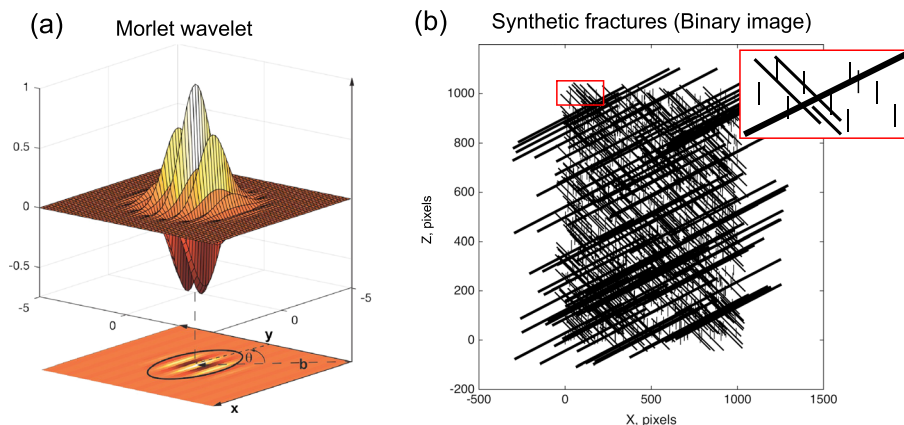 (a) Morlet wavelet
1
0.5
0
-0.5
-5
0
0
-5
y
θ
b
x
(b) Synthetic fractures (Binary image)
Z, pixels
1000
800
600
400
200
0
-200
-500 0 500 1000 1500
X, pixels